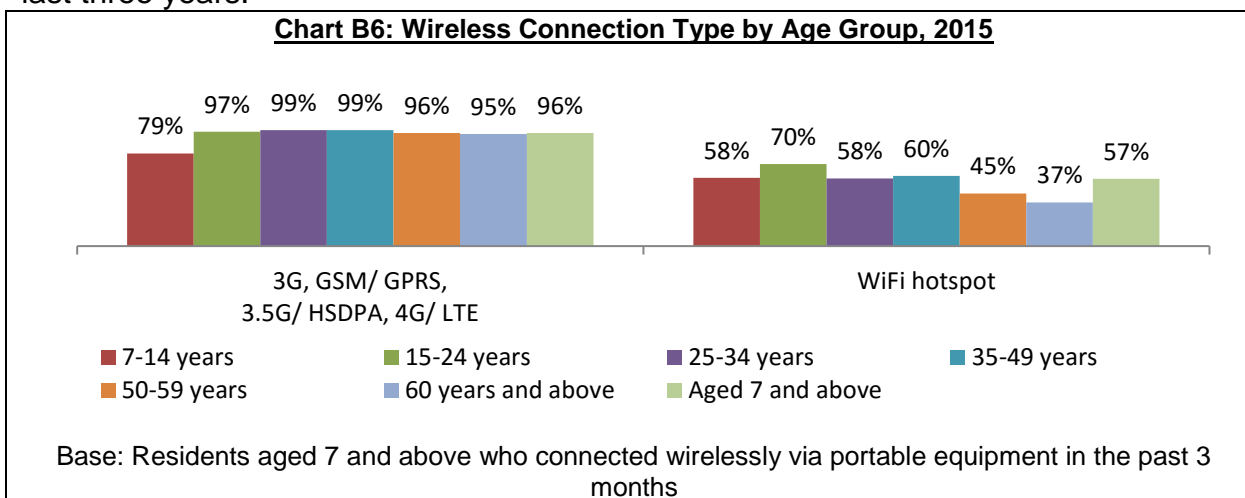 last three years.
Chart B6: Wireless Connection Type by Age Group, 2015
79% 97% 99% 99% 96% 95% 96%
58% 70% 58% 60% 45% 37% 57%
3G, GSM/ GPRS,
3.5G/ HSDPA, 4G/ LTE
WiFi hotspot
7-14 years 15-24 years 25-34 years 35-49 years
50-59 years 60 years and above Aged 7 and above
Base: Residents aged 7 and above who connected wirelessly via portable equipment in the past 3
months